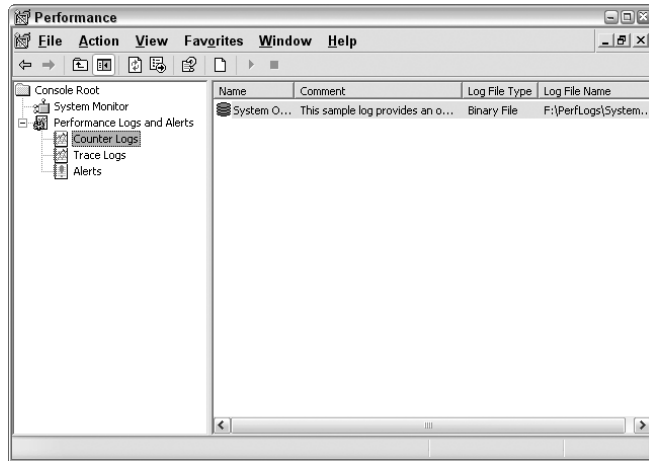 Performance
File Action View Favorites Window Help
Console Root
System Monitor
Performance Logs and Alerts
Counter Logs
Trace Logs
Alerts
Name Comment Log File Type Log File Name
System O... This sample log provides an o... Binary File F:\PerfLogs\System...